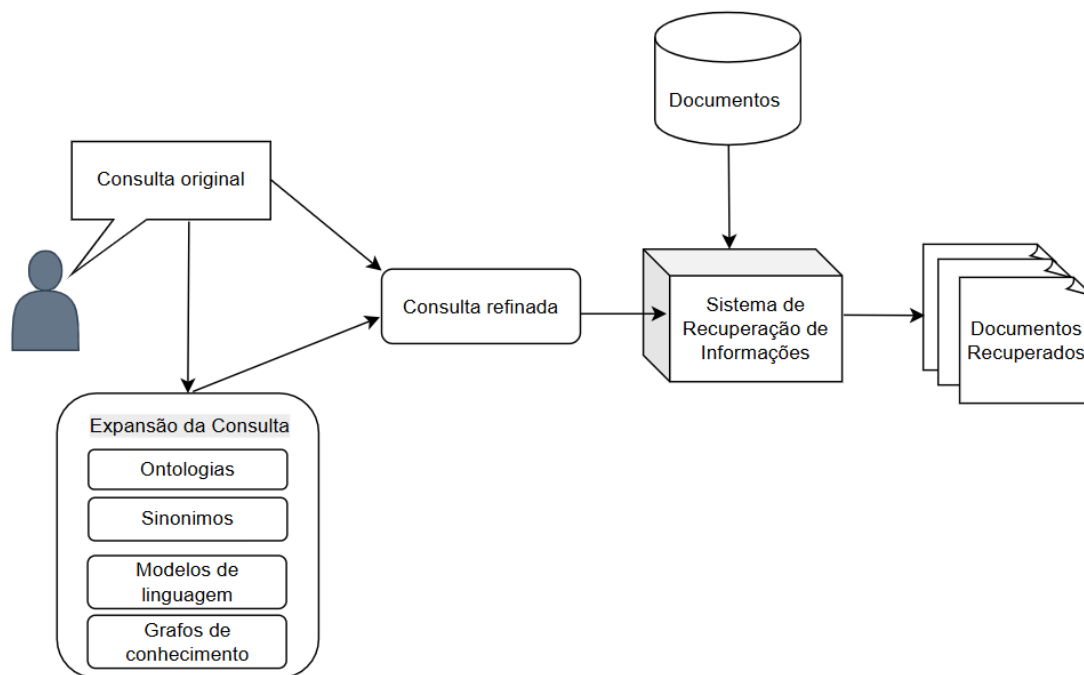 Documentos
Consulta original
Consulta refinada
Sistema de
Recuperação de
Informações
Documentos
Recuperados
Expansão da Consulta
Ontologias
Sinonimos
Modelos de
linguagem
Grafos de
conhecimento